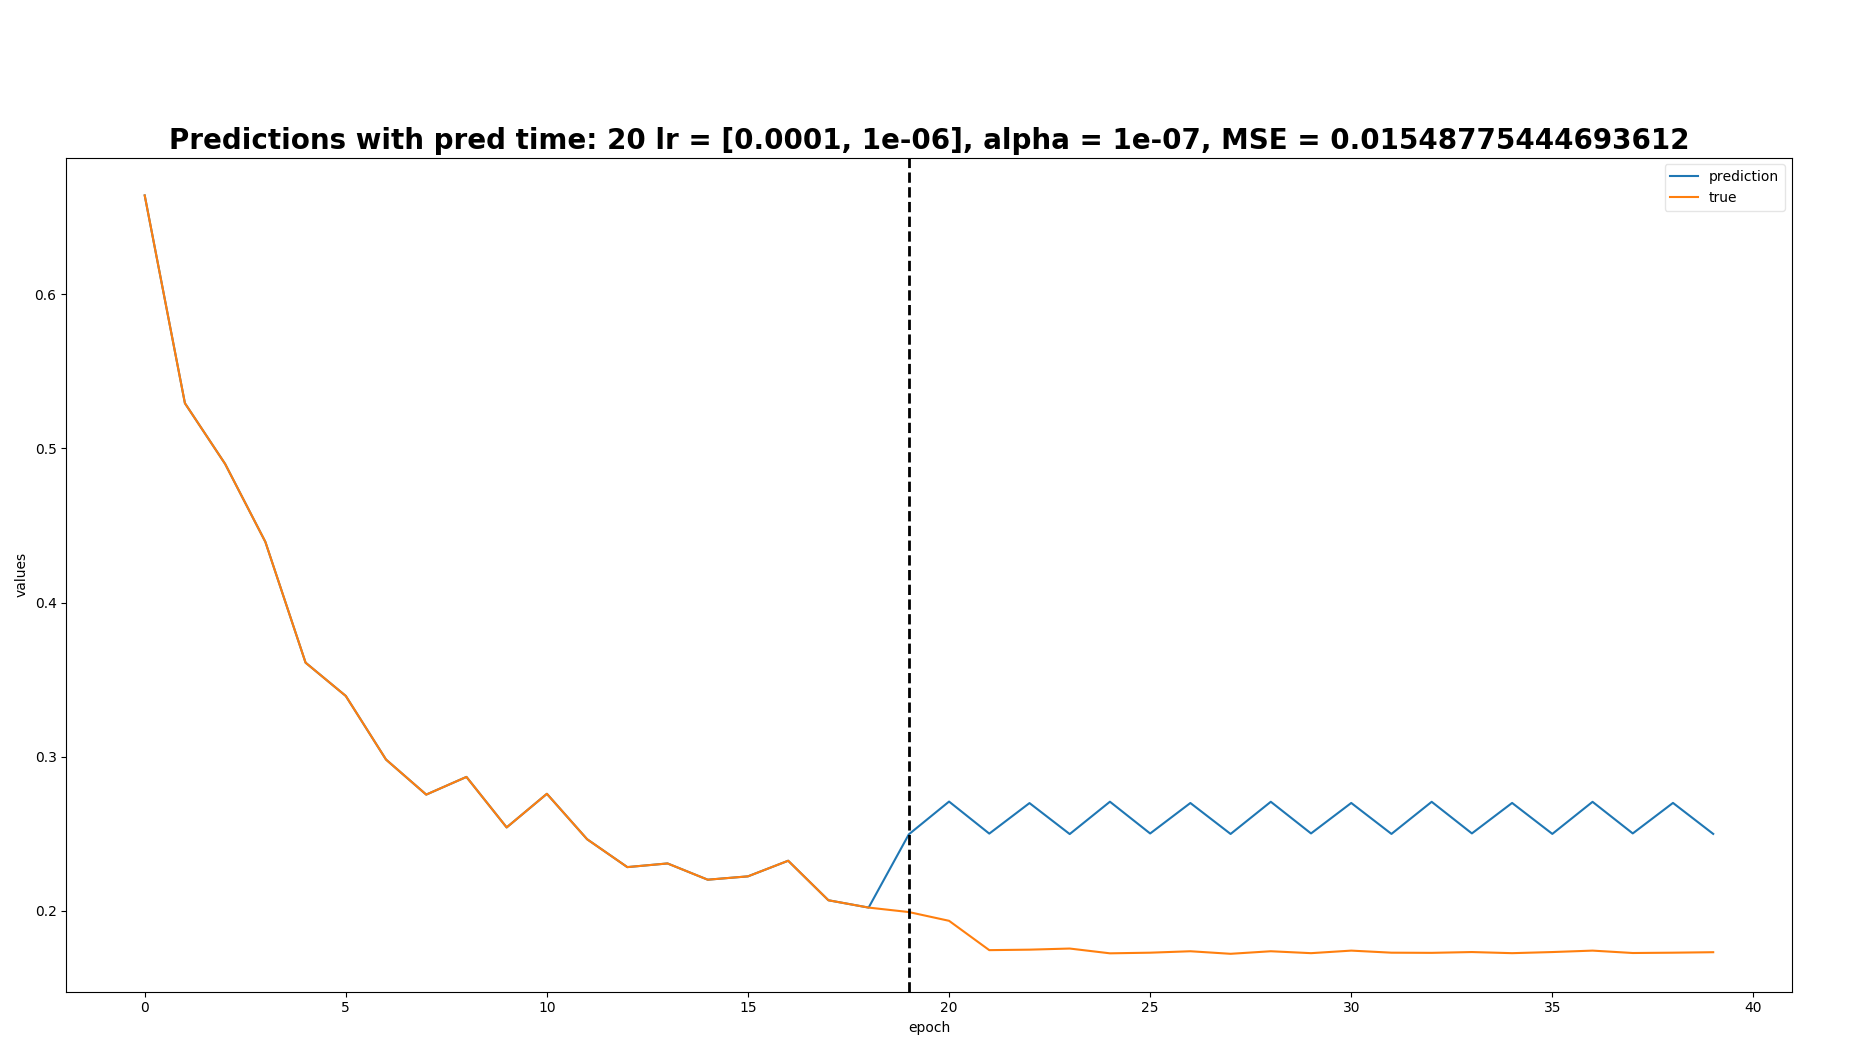 Predictions with pred time: 20 lr = [0.0001, 1e-06], alpha = 1e-07, MSE = 0.01548775444693612
prediction
true
0.6
0.5
0.4
0.3
0.2
values
0 5 10 15 20 25 30 35 40
epoch